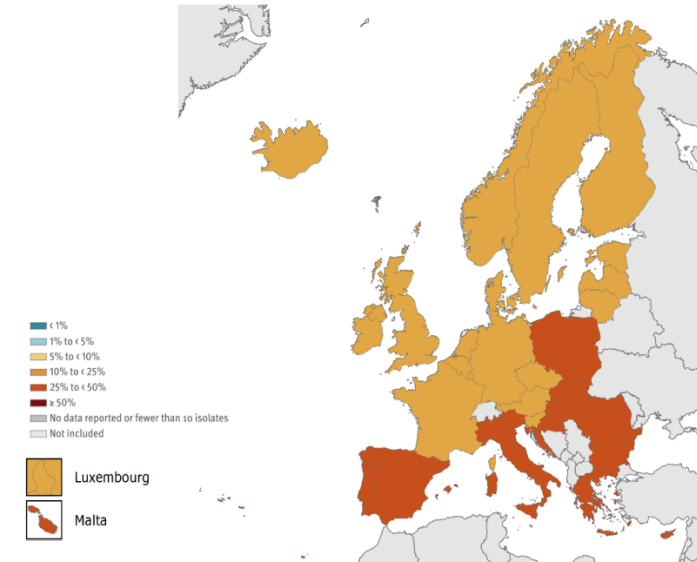 < 1%
1% to < 5%
5% to < 10%
10% to < 25%
25% to < 50%
≥ 50%
No data reported or fewer than 10 isolates
Not included
Luxembourg
Malta